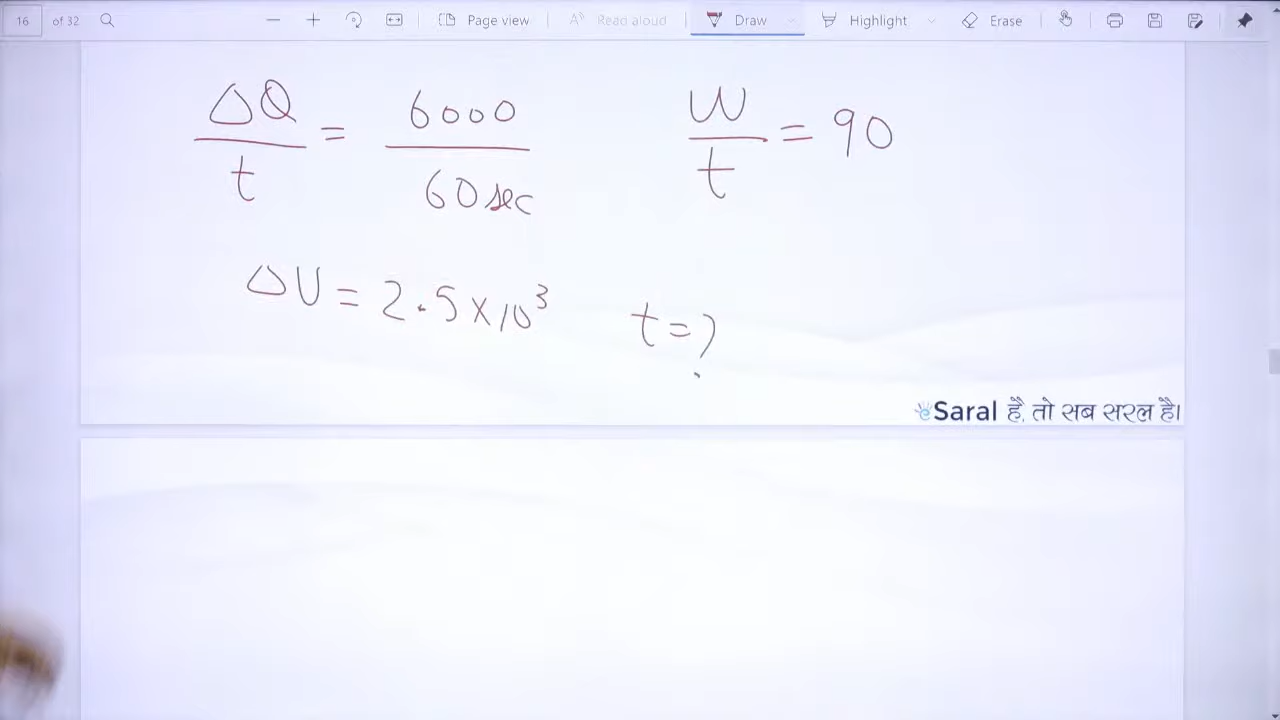 16 of 32 Page view Read aloud Draw Highlight Erase
ΔQ/t = 6000/60sec W/t = 90
ΔU = 2.5×10³ t=?
eSaral है, तो सब सरल है।